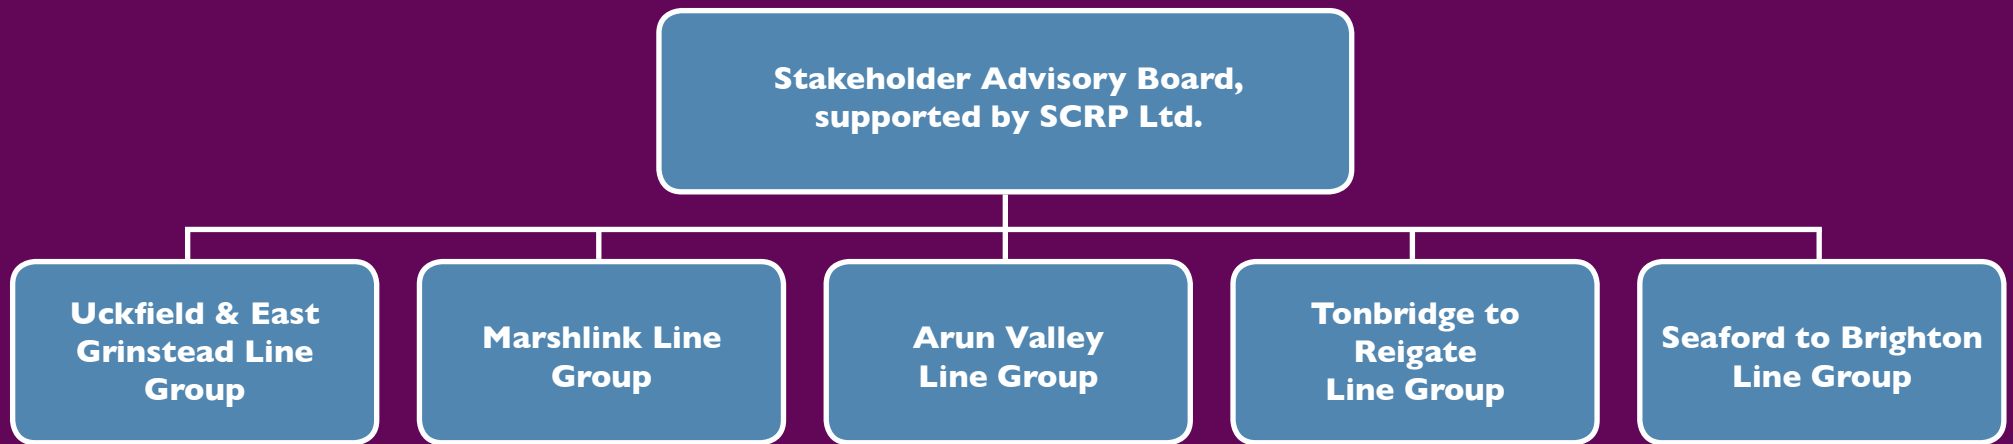 Stakeholder Advisory Board,
supported by SCRP Ltd.
Uckfield & East
Grinstead Line
Group
Marshlink Line
Group
Arun Valley
Line Group
Tonbridge to
Reigate
Line Group
Seaford to Brighton
Line Group